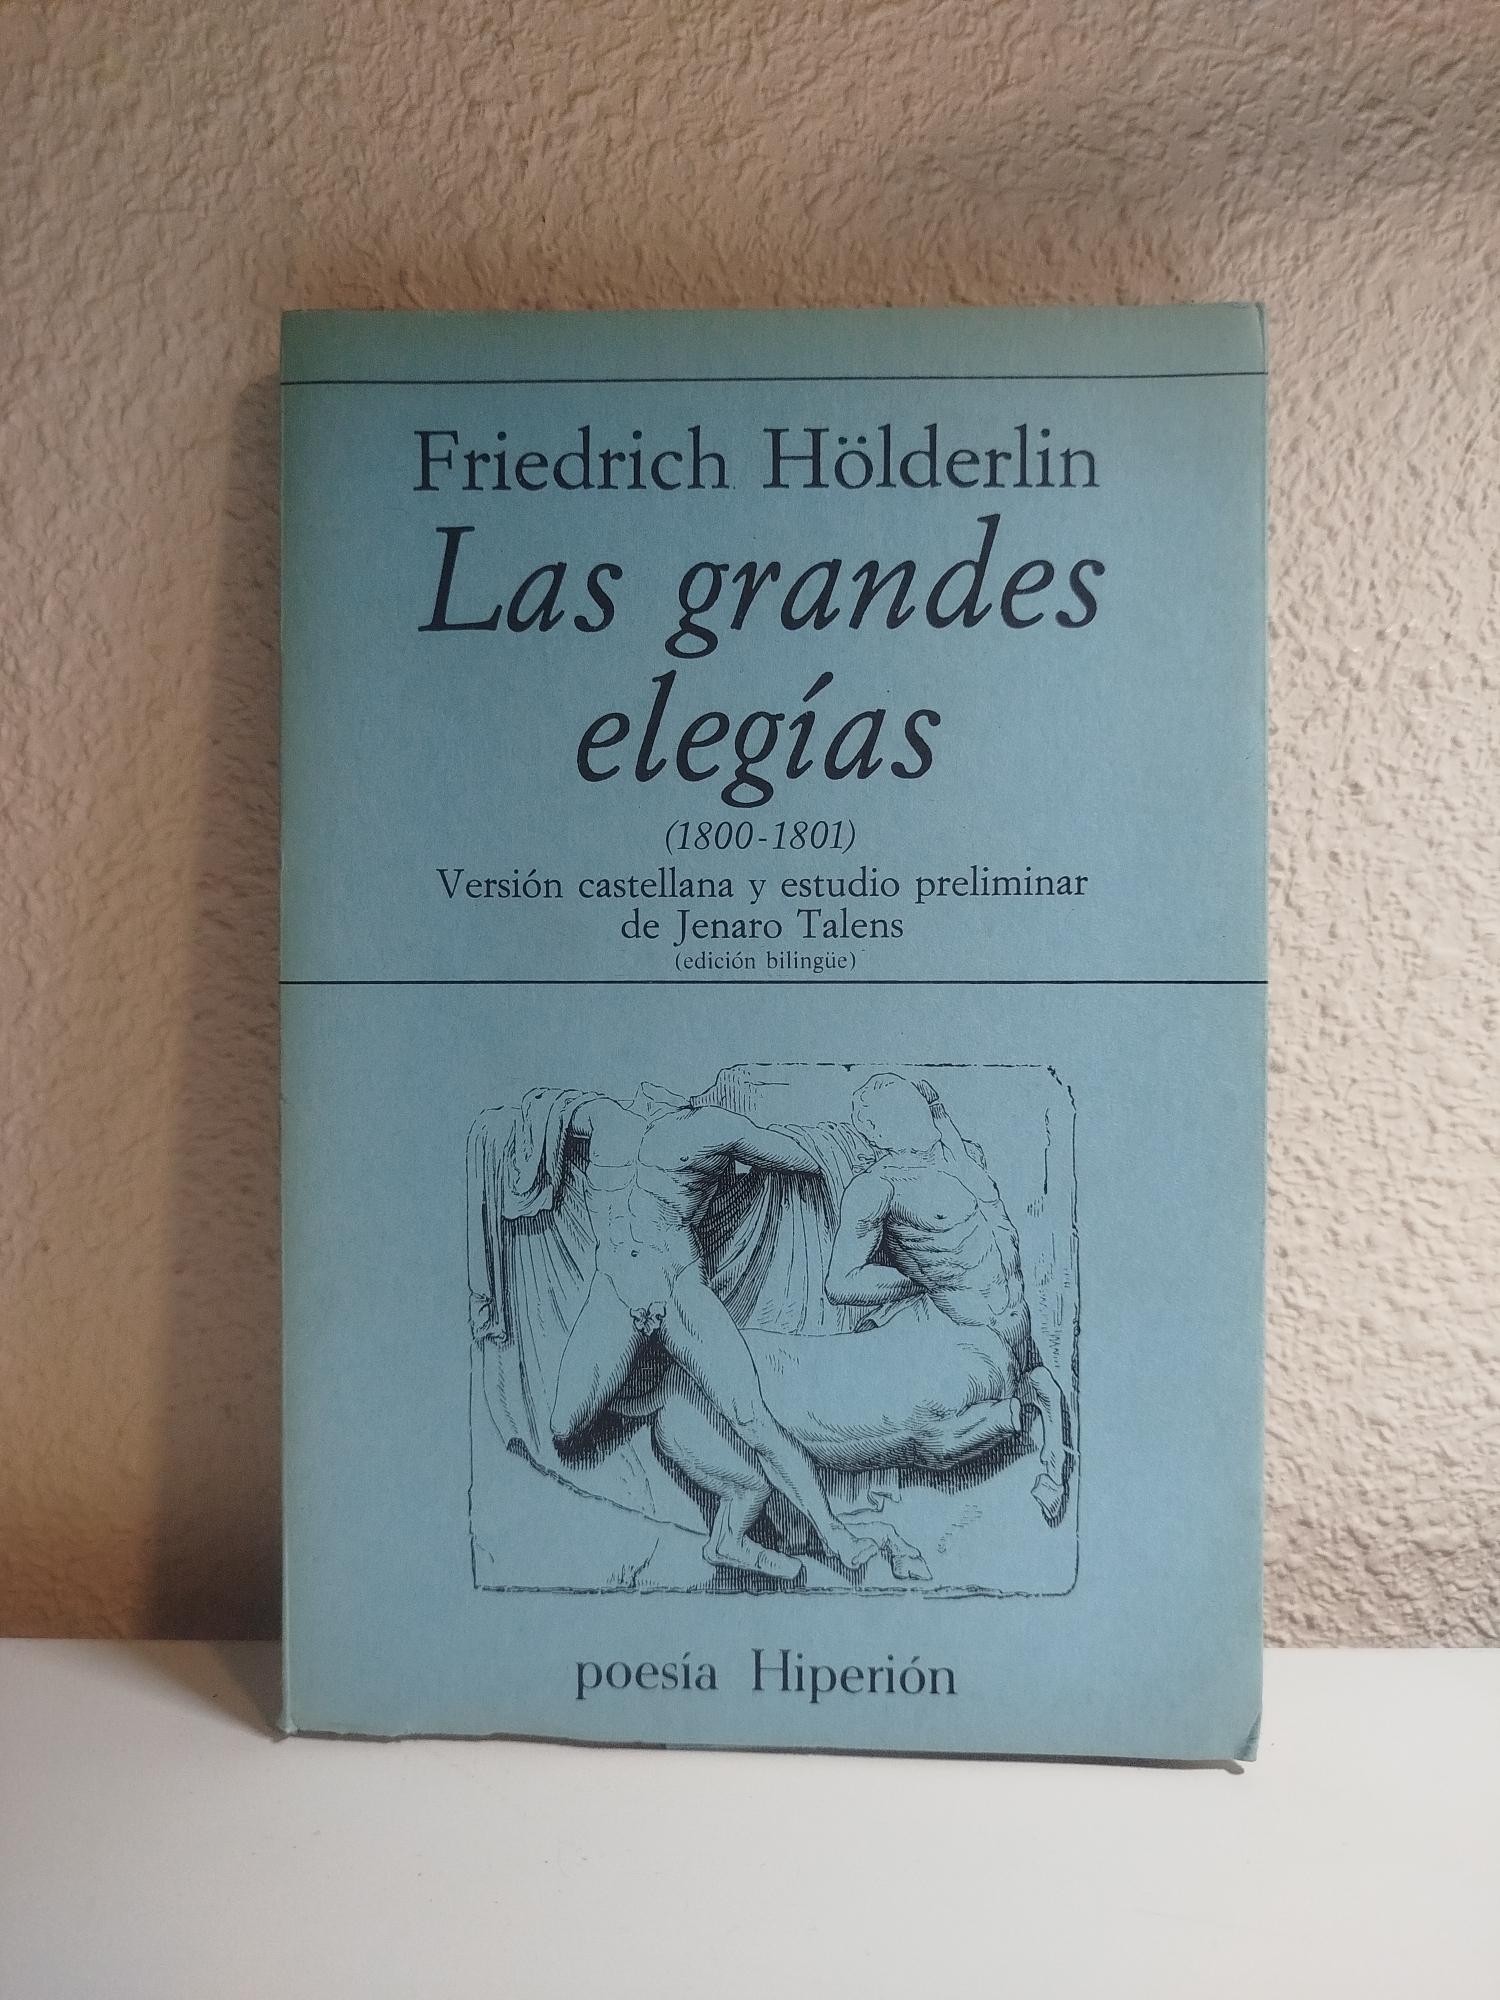 Friedrich Hölderlin
Las grandes
elegías
(1800-1801)
Versión castellana y estudio preliminar
de Jenaro Talens
(edición bilingüe)
poesía Hiperión